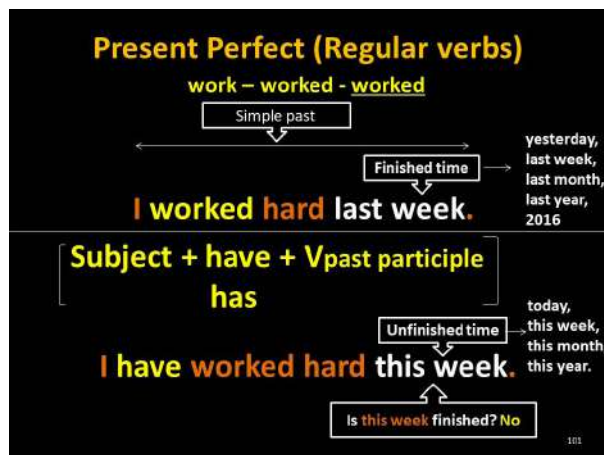 Present Perfect (Regular verbs)
work – worked - worked
Simple past
Finished time
yesterday,
last week,
last month,
last year,
2016
I worked hard last week.
Subject + have + Vpast participle
has
Unfinished time
today,
this week,
this month
this year.
I have worked hard this week.
Is this week finished? No
101